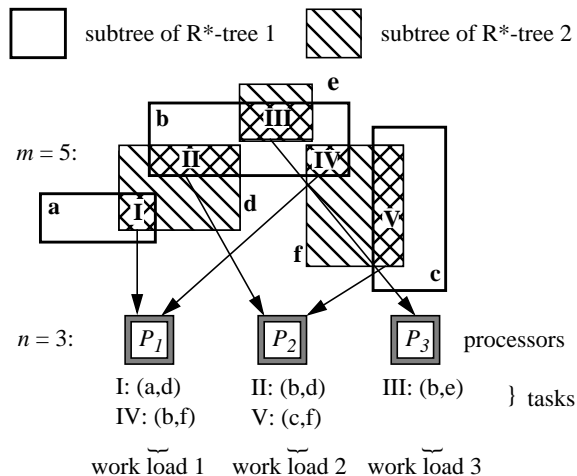 subtree of R*-tree 1 subtree of R*-tree 2
e
b
III
m = 5:
II IV
a
d
I
V
f
c
n = 3: P1 P2 P3 processors
I: (a,d) II: (b,d) III: (b,e)
} tasks
IV: (b,f) V: (c,f)
work load 1 work load 2 work load 3